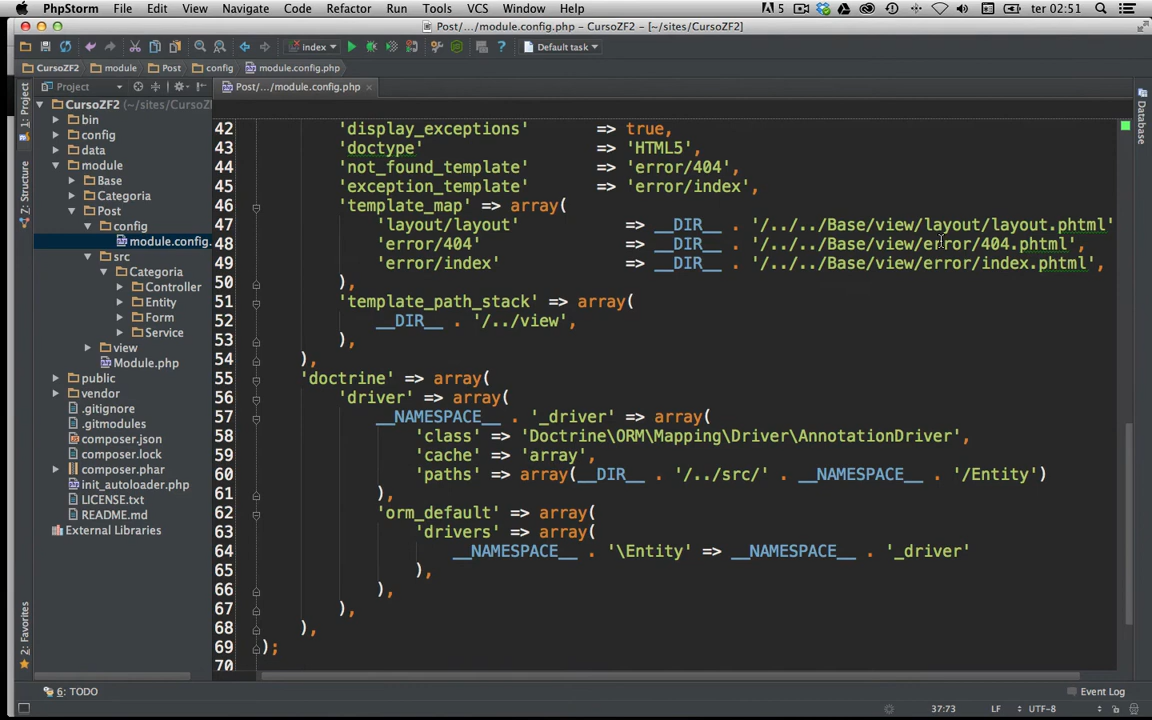 PhpStorm File Edit View Navigate Code Refactor Run Tools VCS Window Help 5 ter 02:51
Post/.../module.config.php - CursoZF2 - [~/sites/CursoZF2]
index Default task
CursoZF2 module Post config module.config.php
Project Post/.../module.config.php
1: Project
Z: Structure
2: Favorites
Database
CursoZF2 (~/sites/CursoZF2
bin
config
data
module
Base
Categoria
Post
config
module.config.
src
Categoria
Controller
Entity
Form
Service
view
Module.php
public
vendor
.gitignore
.gitmodules
composer.json
composer.lock
composer.phar
init_autoloader.php
LICENSE.txt
README.md
External Libraries
42 'display_exceptions' => true,
43 'doctype' => 'HTML5',
44 'not_found_template' => 'error/404',
45 'exception_template' => 'error/index',
46 'template_map' => array(
47 'layout/layout' => __DIR__ . '/../../Base/view/layout/layout.phtml'
48 'error/404' => __DIR__ . '/../../Base/view/error/404.phtml',
49 'error/index' => __DIR__ . '/../../Base/view/error/index.phtml',
50 ),
51 'template_path_stack' => array(
52 __DIR__ . '/../view',
53 ),
54 ),
55 'doctrine' => array(
56 'driver' => array(
57 __NAMESPACE__ . '_driver' => array(
58 'class' => 'Doctrine\ORM\Mapping\Driver\AnnotationDriver',
59 'cache' => 'array',
60 'paths' => array(__DIR__ . '/../src/' . __NAMESPACE__ . '/Entity')
61 ),
62 'orm_default' => array(
63 'drivers' => array(
64 __NAMESPACE__ . '\Entity' => __NAMESPACE__ . '_driver'
65 ),
66 ),
67 ),
68 ),
69 );
70
6: TODO Event Log
37:73 LF UTF-8